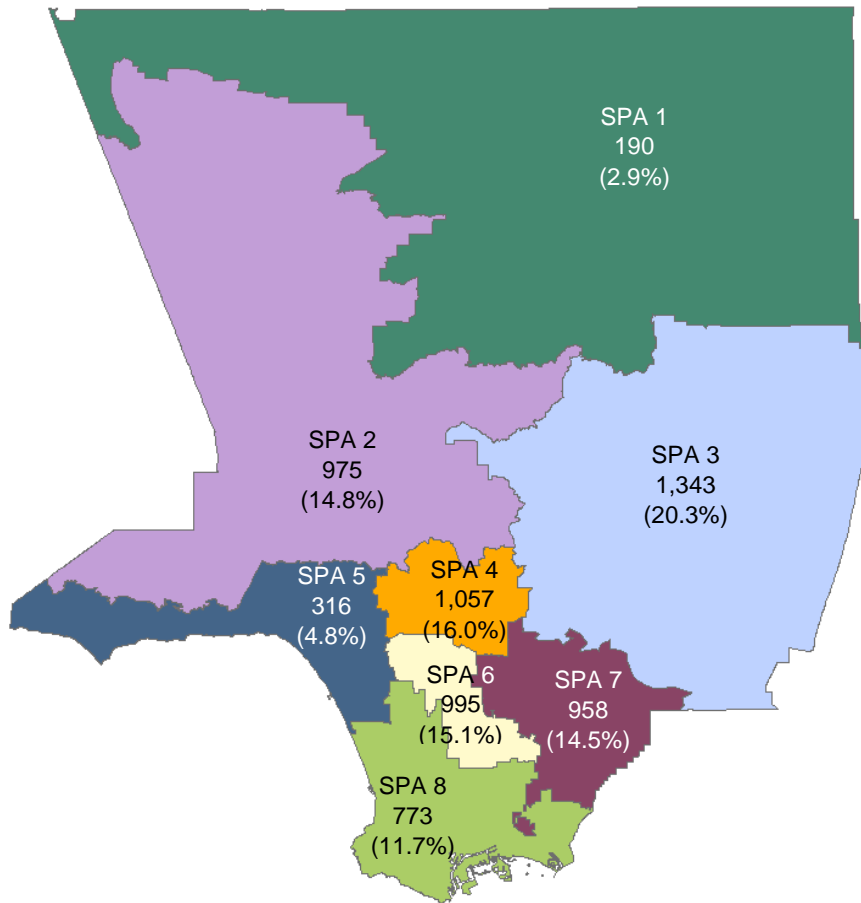 SPA 1
190
(2.9%)
SPA 2
975
(14.8%)
SPA 3
1,343
(20.3%)
SPA 4
1,057
(16.0%)
SPA 5
316
(4.8%)
SPA 6
995
(15.1%)
SPA 7
958
(14.5%)
SPA 8
773
(11.7%)